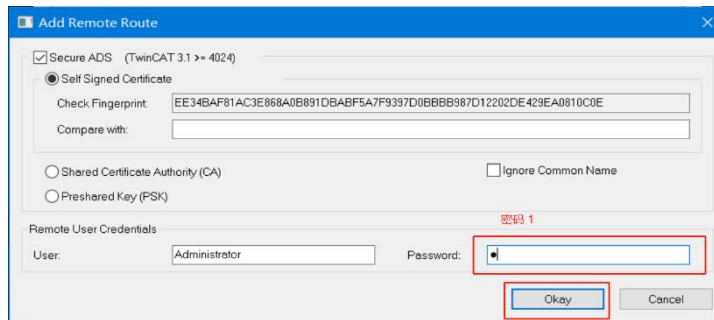 Add Remote Route
Secure ADS (TwinCAT 3.1 >= 4024)
Self Signed Certificate
Check Fingerprint: EE34BAF81AC3E868A0B891DBABF5A7F9397D0BBBB987D12202DE429EA0810C0E
Compare with:
Shared Certificate Authority (CA)
Ignore Common Name
Preshared Key (PSK)
密码 1
Remote User Credentials
User: Administrator Password: ●
Okay Cancel